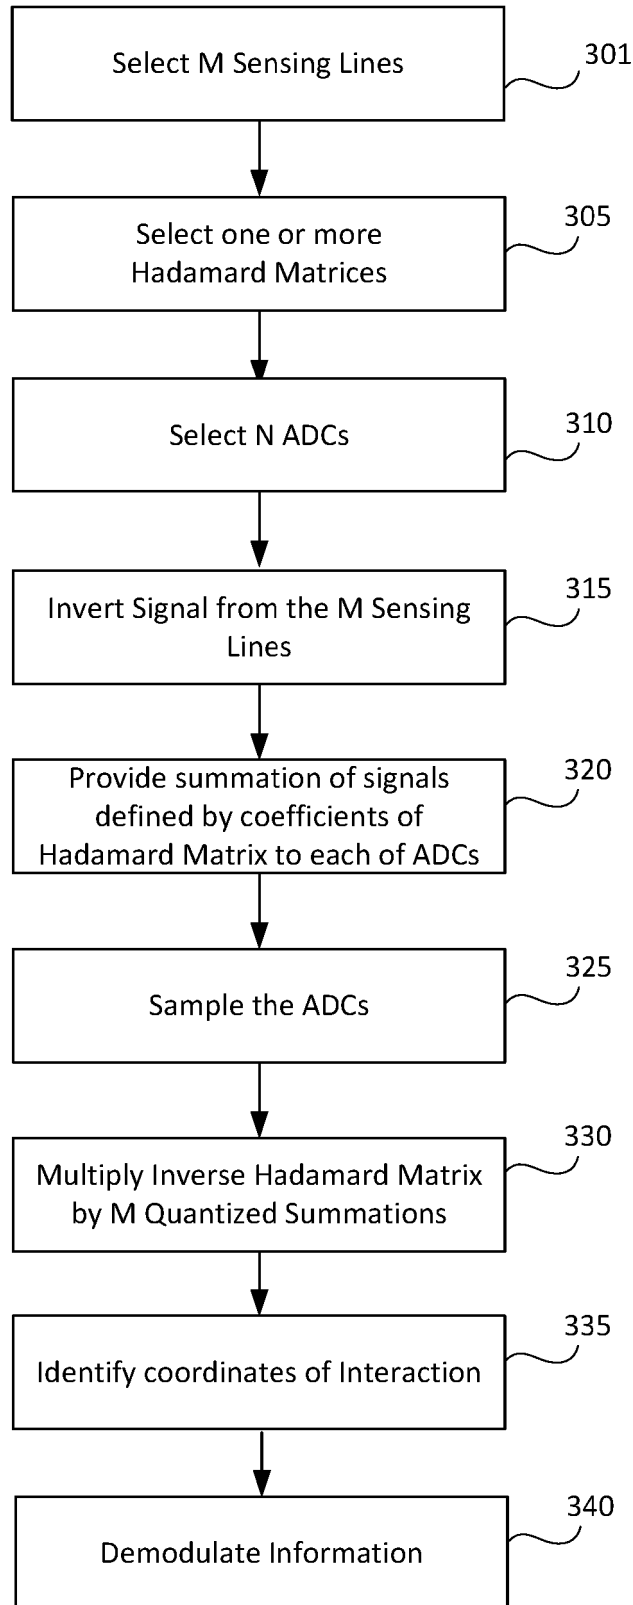 Select M Sensing Lines
301
Select one or more
Hadamard Matrices
305
Select N ADCs
310
Invert Signal from the M Sensing
Lines
315
Provide summation of signals
defined by coefficients of
Hadamard Matrix to each of ADCs
320
Sample the ADCs
325
Multiply Inverse Hadamard Matrix
by M Quantized Summations
330
Identify coordinates of Interaction
335
Demodulate Information
340